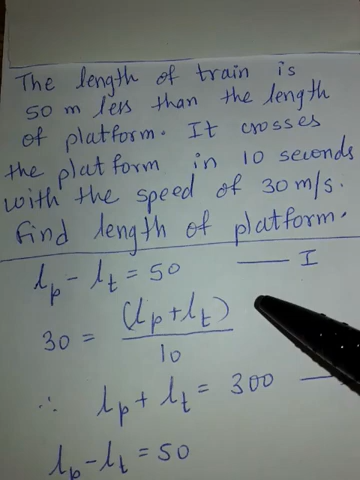 The length of train is
50 m less than the length
of platform. It crosses
the platform in 10 seconds
with the speed of 30 m/s.
Find length of platform.
lp - lt = 50 — I
30 = (lp + lt) / 10
∴ lp + lt = 300 —
lp - lt = 50